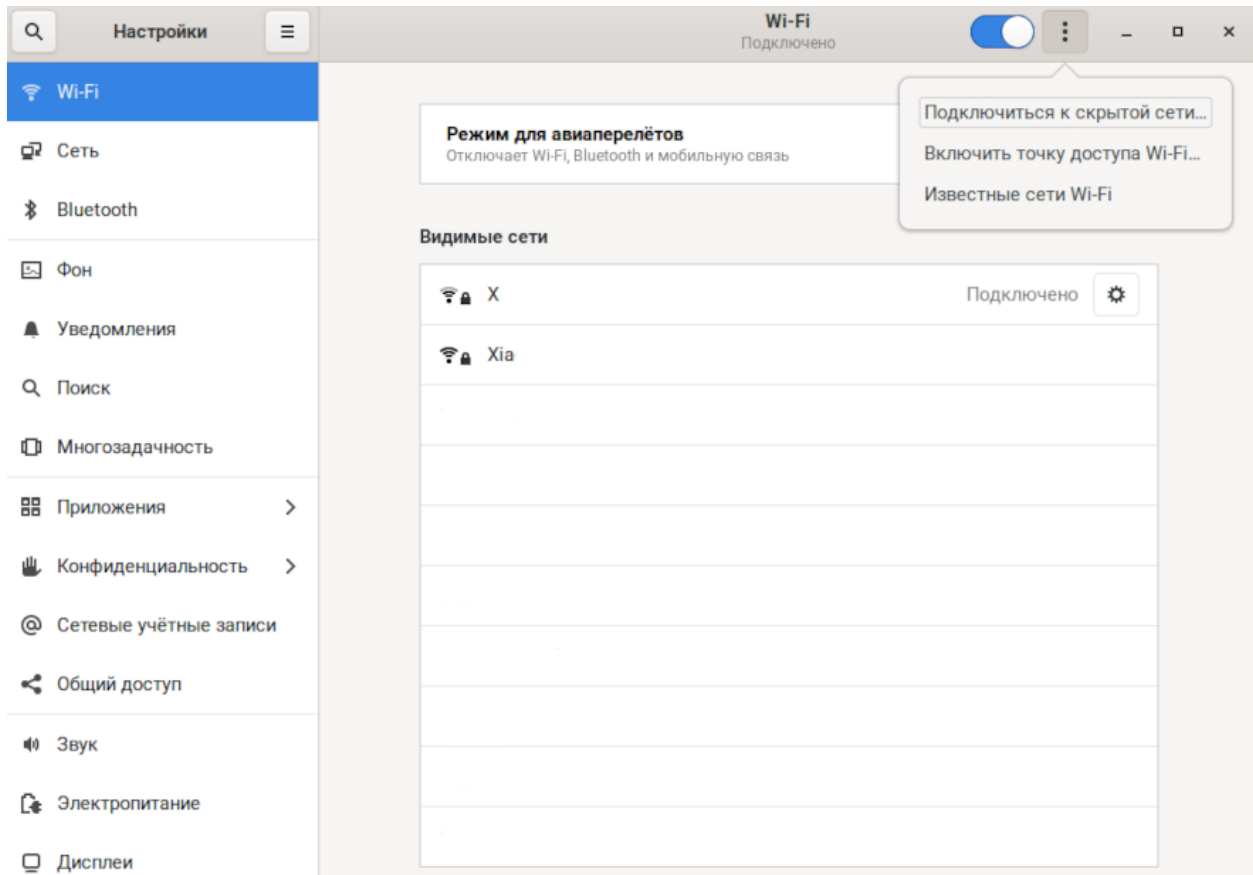 Настройки
Wi-Fi
Подключено
Wi-Fi
Сеть
Bluetooth
Фон
Уведомления
Поиск
Многозадачность
Приложения
Конфиденциальность
Сетевые учётные записи
Общий доступ
Звук
Электропитание
Дисплеи
Режим для авиаперелётов
Отключает Wi-Fi, Bluetooth и мобильную связь
Подключиться к скрытой сети...
Включить точку доступа Wi-Fi...
Известные сети Wi-Fi
Видимые сети
X
Подключено
Xia